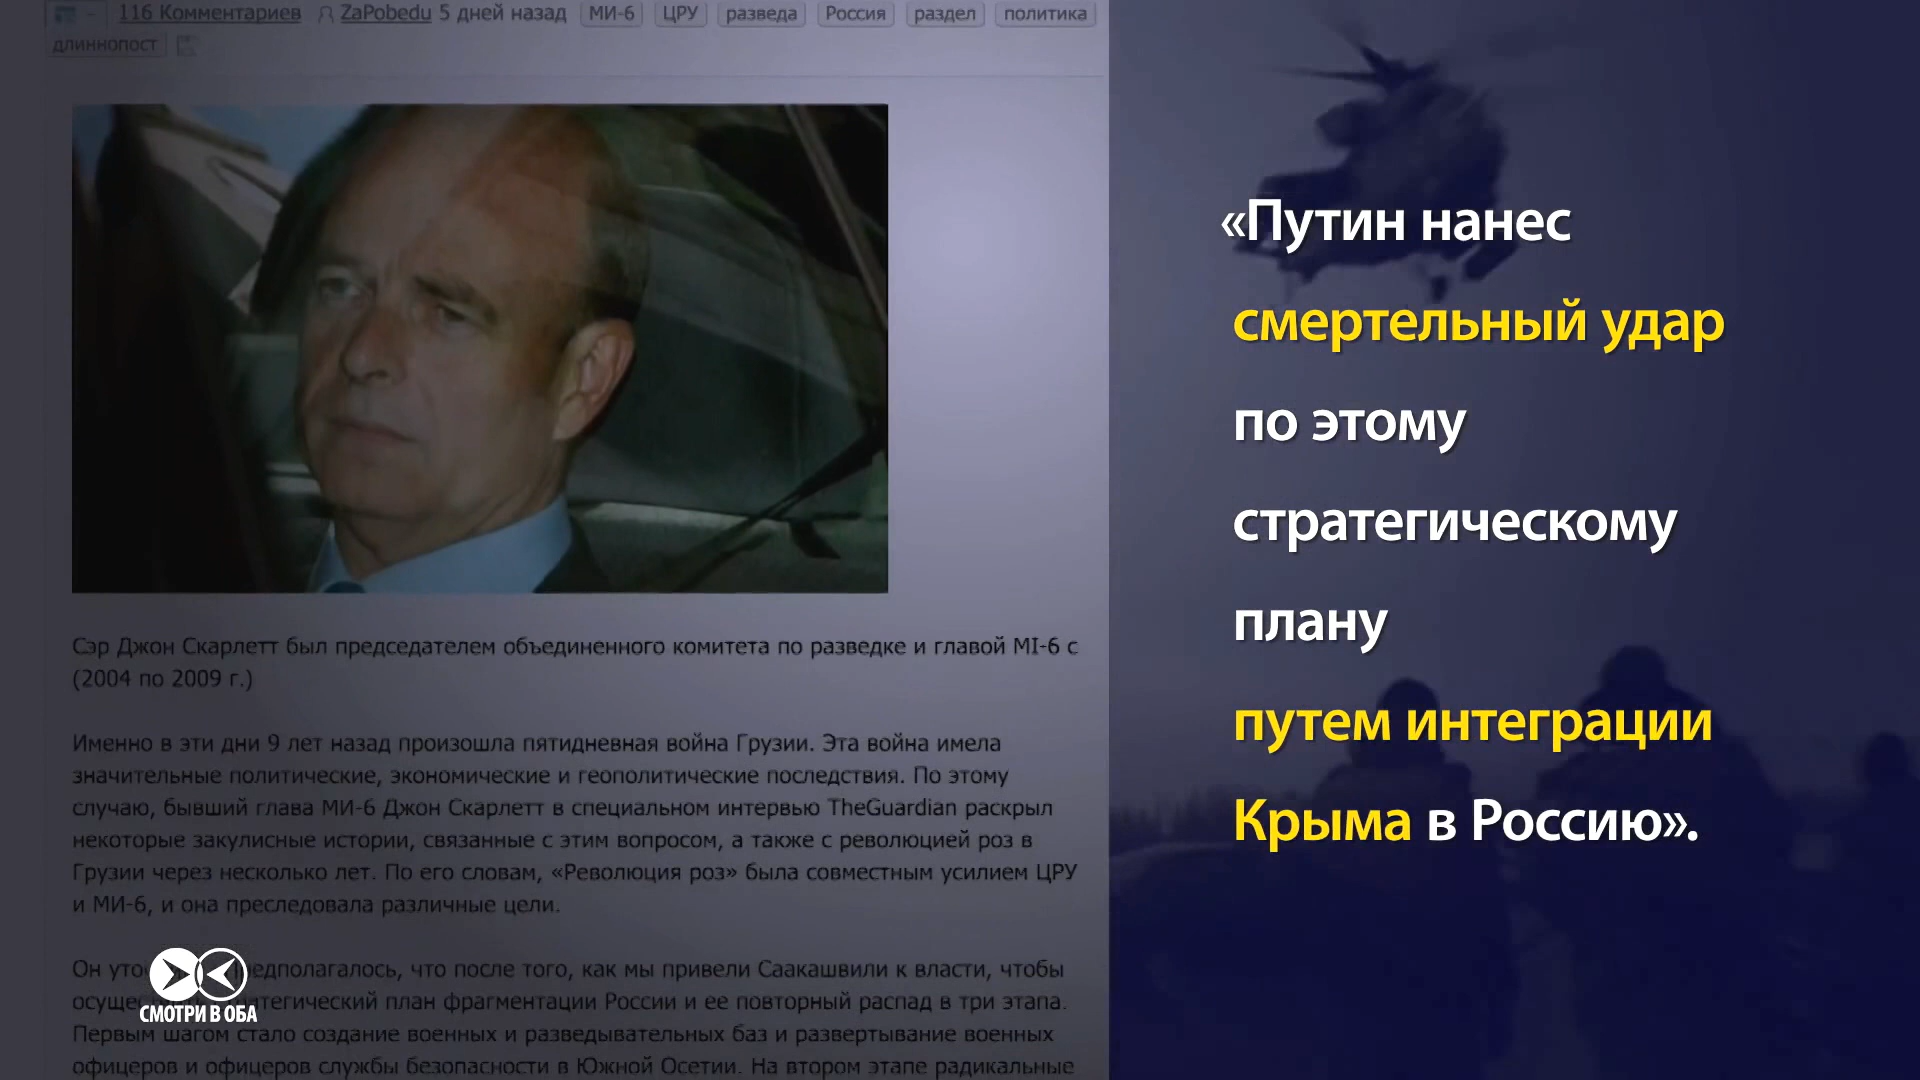 116 Комментариев ZaPobedu 5 дней назад МИ-6 ЦРУ разведа Россия раздел политика
длиннопост
Сэр Джон Скарлетт был председателем объединенного комитета по разведке и главой MI-6 с
(2004 по 2009 г.)
Именно в эти дни 9 лет назад произошла пятидневная война Грузии. Эта война имела
значительные политические, экономические и геополитические последствия. По этому
случаю, бывший глава МИ-6 Джон Скарлетт в специальном интервью TheGuardian раскрыл
некоторые закулисные истории, связанные с этим вопросом, а также с революцией роз в
Грузии через несколько лет. По его словам, «Революция роз» была совместным усилием ЦРУ
и МИ-6, и она преследовала различные цели.
Он что после того, как мы привели Саакашвили к власти, чтобы
план фрагментации России и ее повторный распад в три этапа.
Первым шагом стало создание военных и разведывательных баз и развертывание военных
офицеров и офицеров службы безопасности в Южной Осетии. На втором этапе радикальные
СМОТРИ В ОБА
«Путин нанес
смертельный удар
по этому
стратегическому
плану
путем интеграции
Крыма в Россию».